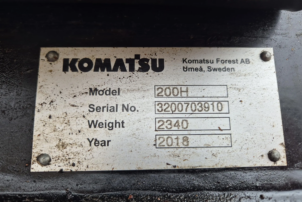 KOMATSU
Komatsu Forest AB
Umeå, Sweden
Model 200H
Serial No. 3200703910
Weight 2340
Year 2018